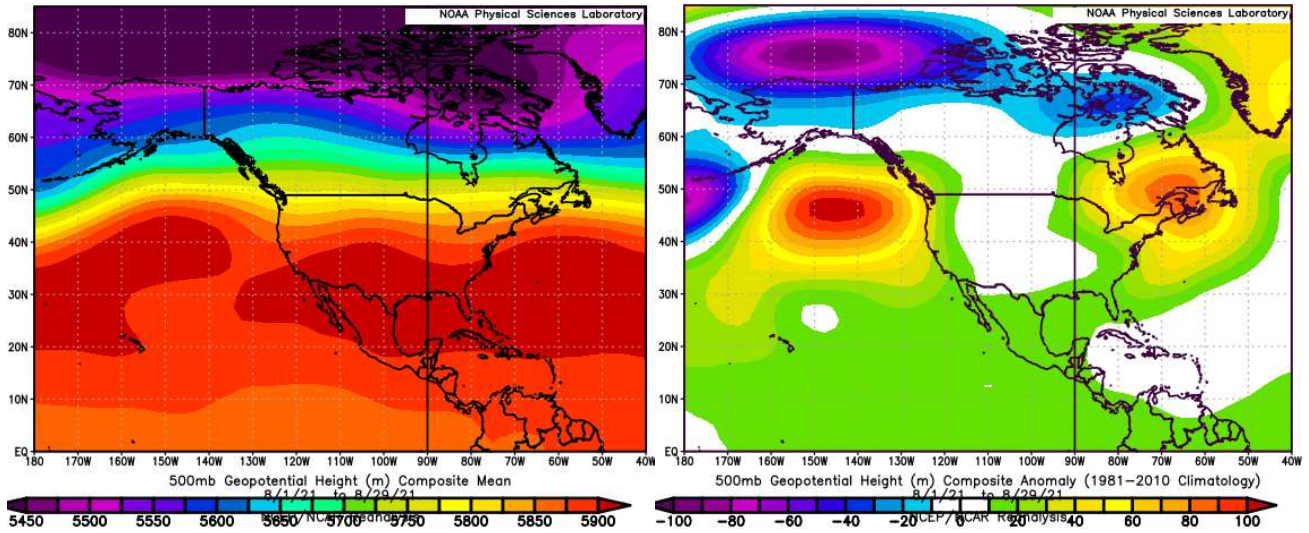 NOAA Physical Sciences Laboratory
80N
70N
60N
50N
40N
30N
20N
10N
EQ
180 170W 160W 150W 140W 130W 120W 110W 100W 90W 80W 70W 60W 50W 40W
500mb Geopotential Height (m) Composite Mean
8/1/21 to 8/29/21
5450 5500 5550 5600 5650 5700 5750 5800 5850 5900
NOAA Physical Sciences Laboratory
80N
70N
60N
50N
40N
30N
20N
10N
EQ
180 170W 160W 150W 140W 130W 120W 110W 100W 90W 80W 70W 60W 50W 40W
500mb Geopotential Height (m) Composite Anomaly (1981-2010 Climatology)
8/1/21 to 8/29/21
NCEP/NCAR Reanalysis
-100 -80 -60 -40 -20 0 20 40 60 80 100